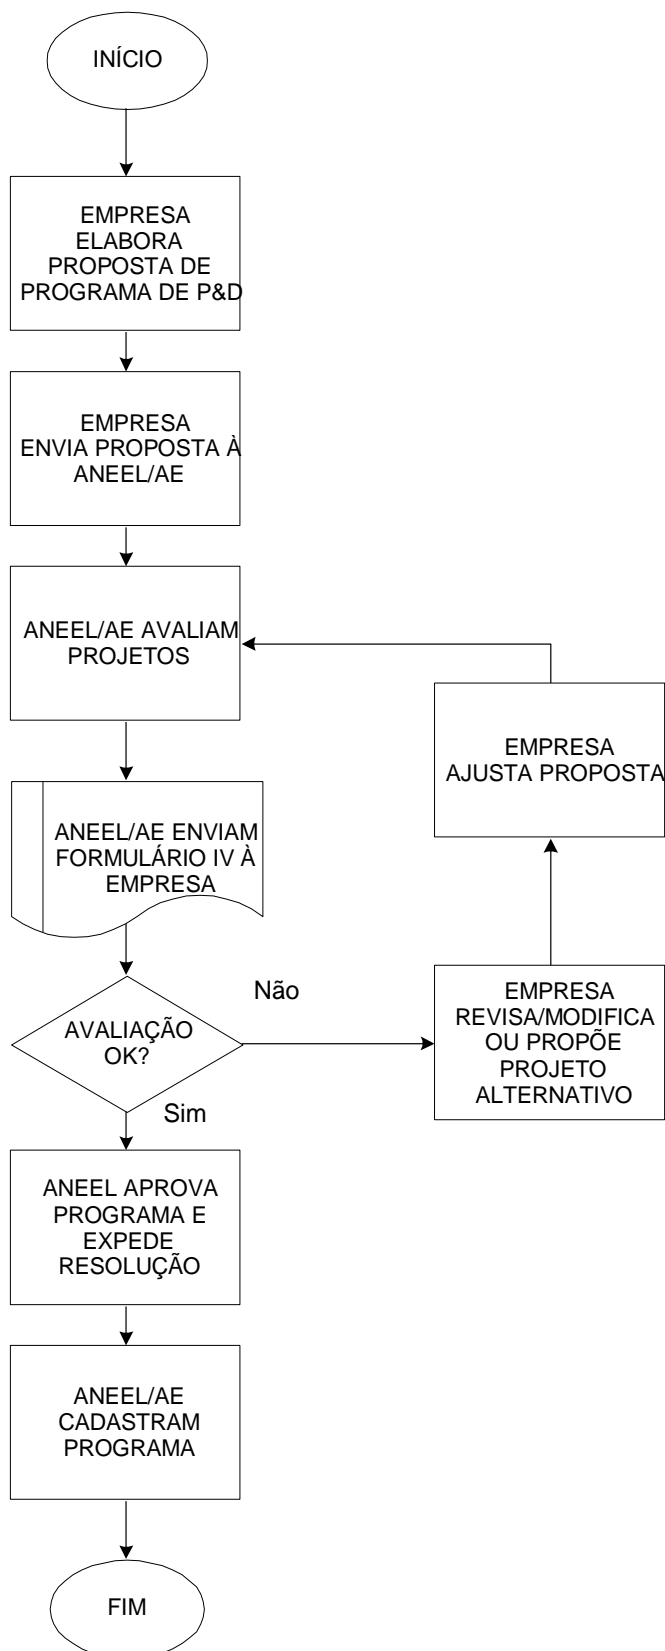 INÍCIO
EMPRESA
ELABORA
PROPOSTA DE
PROGRAMA DE P&D
EMPRESA
ENVIA PROPOSTA À
ANEEL/AE
ANEEL/AE AVALIAM
PROJETOS
EMPRESA
AJUSTA PROPOSTA
ANEEL/AE ENVIAM
FORMULÁRIO IV À
EMPRESA
AVALIAÇÃO
OK?
Não
EMPRESA
REVISA/MODIFICA
OU PROPÕE
PROJETO
ALTERNATIVO
Sim
ANEEL APROVA
PROGRAMA E
EXPEDE
RESOLUÇÃO
ANEEL/AE
CADASTRAM
PROGRAMA
FIM